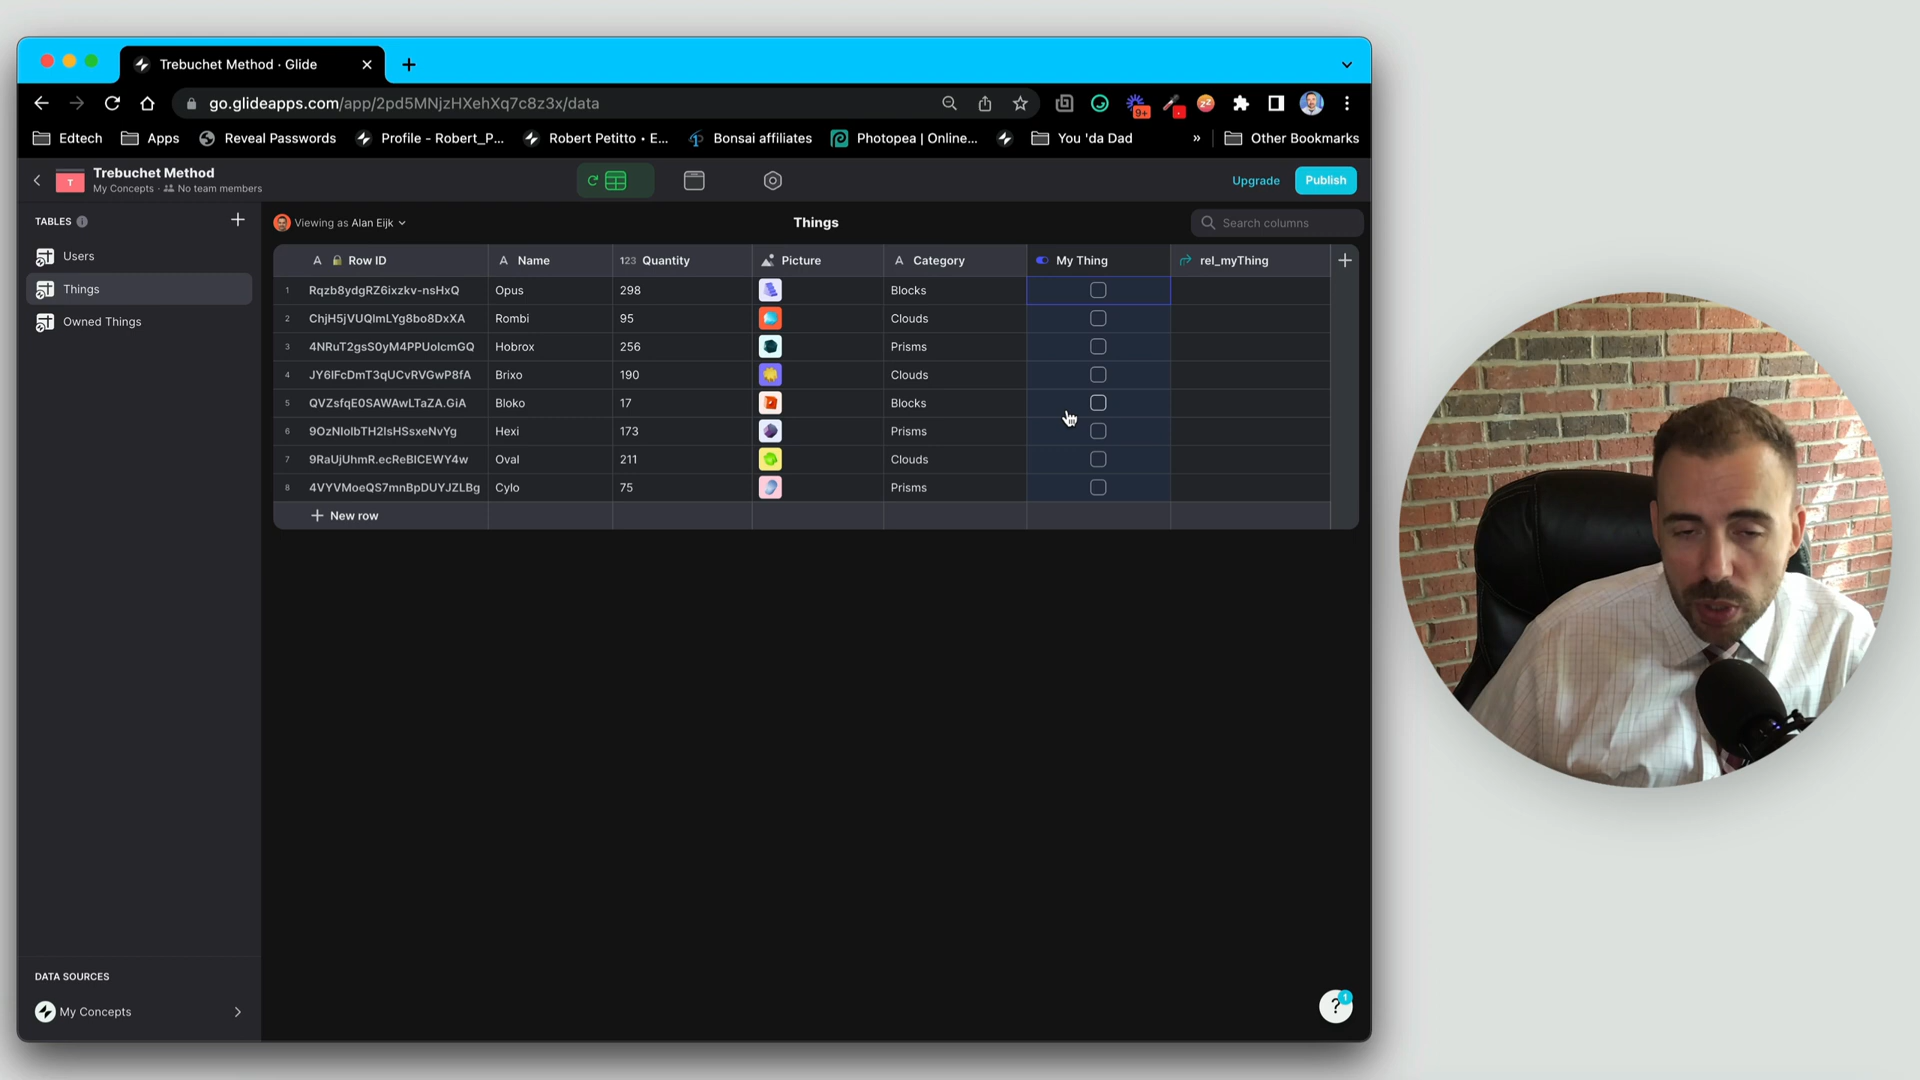 Trebuchet Method · Glide
go.glideapps.com/app/2pd5MNjzHXehXq7c8z3x/data
9+
Edtech
Apps
Reveal Passwords
Profile - Robert_P...
Robert Petitto • E...
Bonsai affiliates
Photopea | Online...
You 'da Dad
»
Other Bookmarks
T
Trebuchet Method
My Concepts · No team members
Upgrade
Publish
TABLES
Users
Things
Owned Things
Viewing as Alan Eijk
Things
Search columns
A Row ID A Name 123 Quantity Picture A Category My Thing rel_myThing
1 Rqzb8ydgRZ6ixzkv-nsHxQ Opus 298 Blocks
2 ChjH5jVUQlmLYg8bo8DxXA Rombi 95 Clouds
3 4NRuT2gsS0yM4PPUoIcmGQ Hobrox 256 Prisms
4 JY6lFcDmT3qUCvRVGwP8fA Brixo 190 Clouds
5 QVZsfqE0SAWAwLTaZA.GiA Bloko 17 Blocks
6 9OzNIolbTH2lsHSsxeNvYg Hexi 173 Prisms
7 9RaUjUhmR.ecReBlCEWY4w Oval 211 Clouds
8 4VYVMoeQS7mnBpDUYJZLBg Cylo 75 Prisms
+ New row
DATA SOURCES
My Concepts
?
1